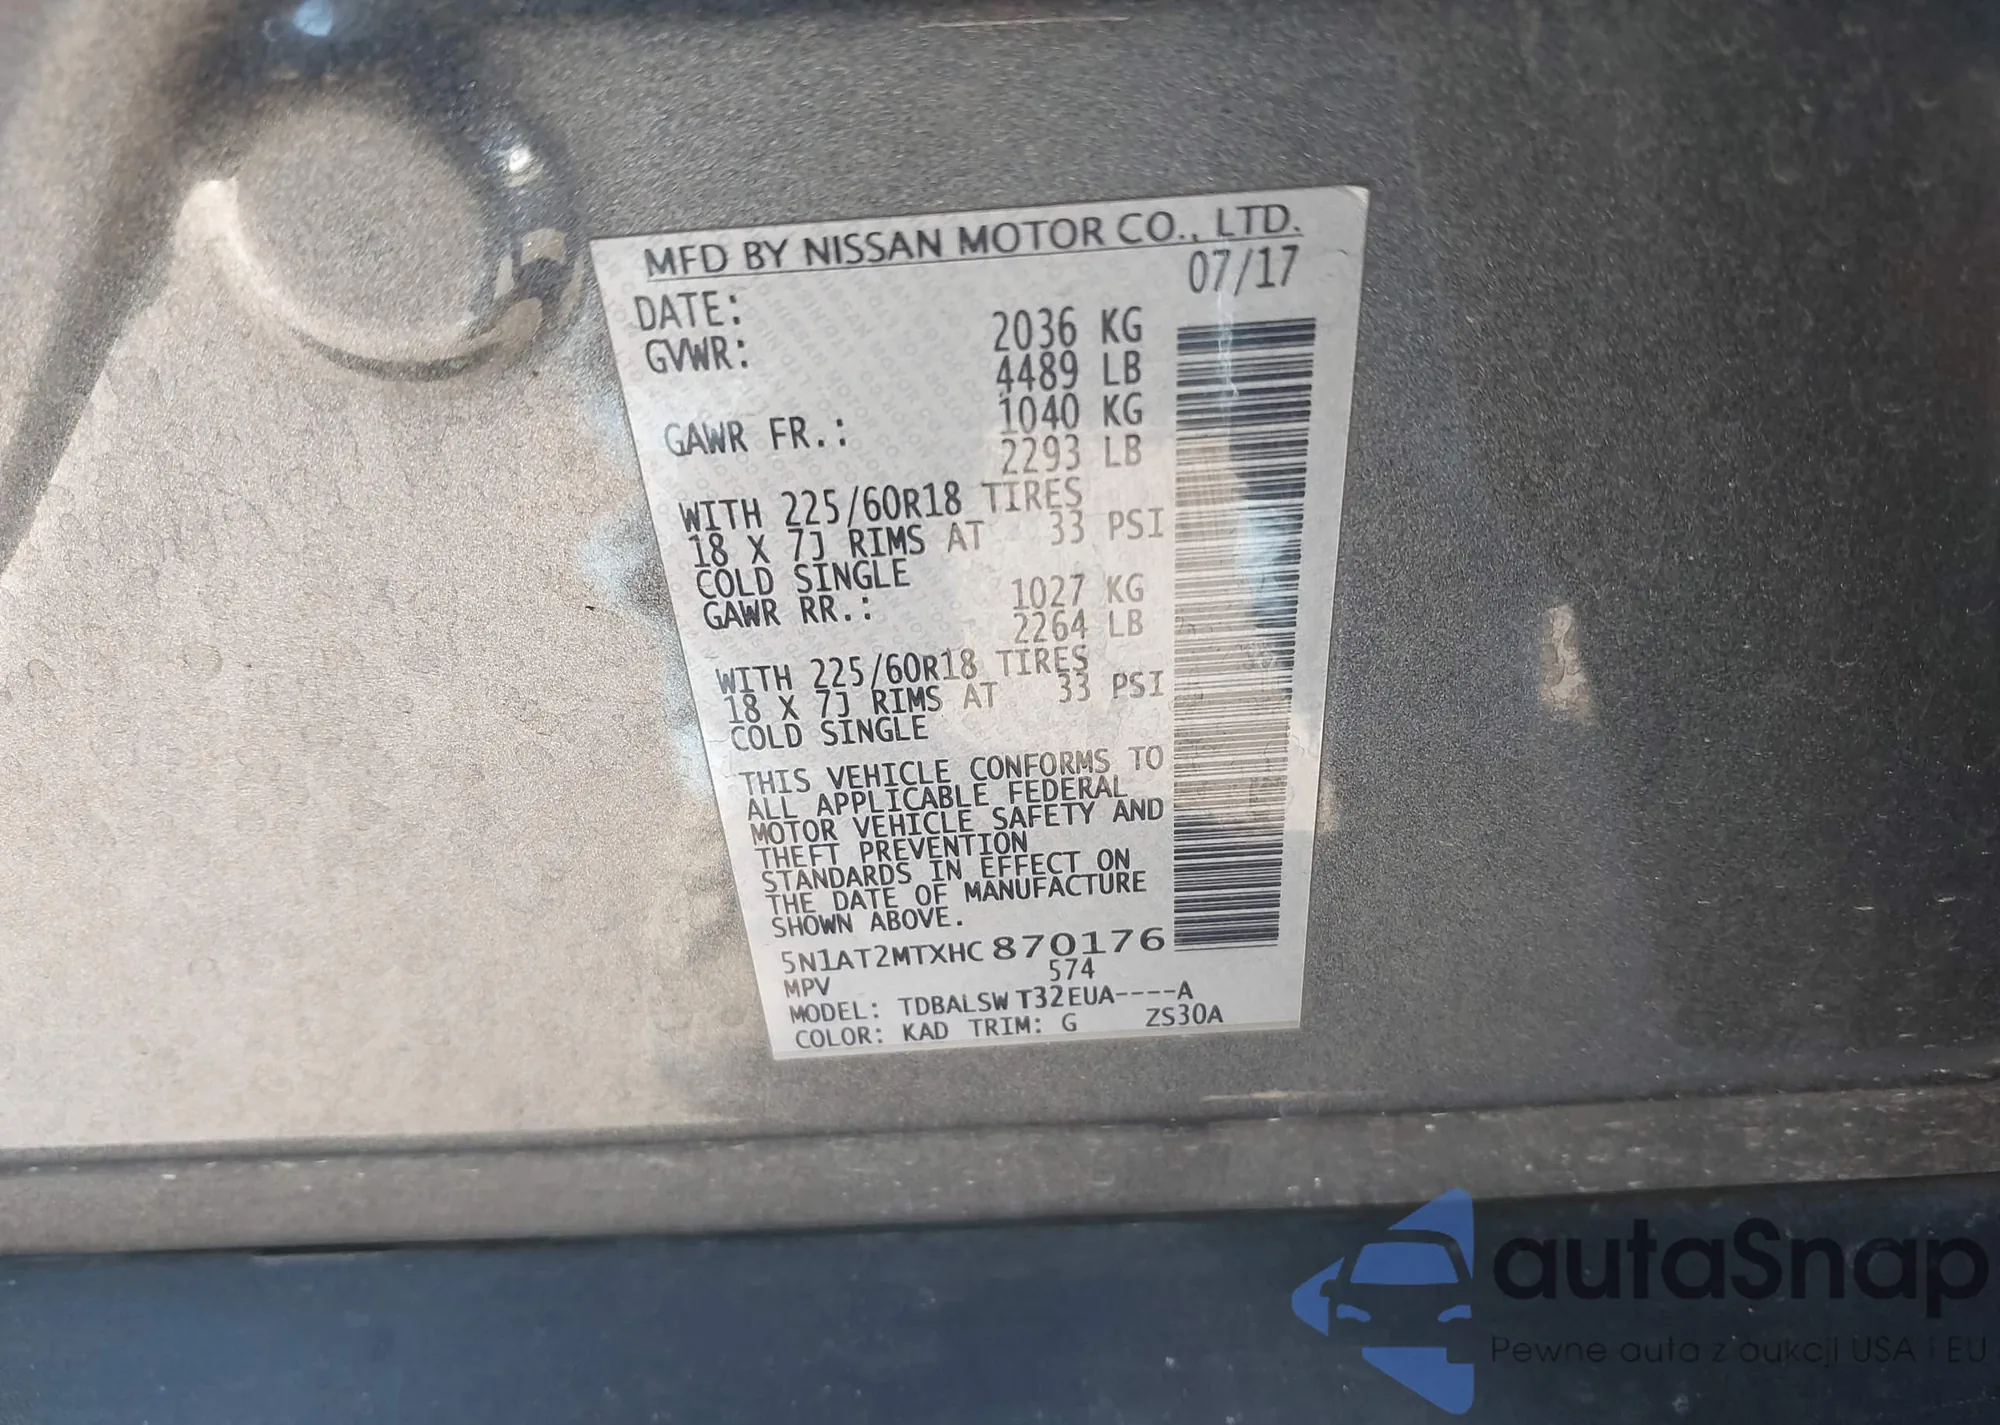 MFD BY NISSAN MOTOR CO., LTD.
DATE: 07/17
GVWR: 2036 KG
4489 LB
GAWR FR.: 1040 KG
2293 LB
WITH 225/60R18 TIRES
18 X 7J RIMS AT 33 PSI
COLD SINGLE
GAWR RR.: 1027 KG
2264 LB
WITH 225/60R18 TIRES
18 X 7J RIMS AT 33 PSI
COLD SINGLE
THIS VEHICLE CONFORMS TO
ALL APPLICABLE FEDERAL
MOTOR VEHICLE SAFETY AND
THEFT PREVENTION
STANDARDS IN EFFECT ON
THE DATE OF MANUFACTURE
SHOWN ABOVE.
5N1AT2MTXHC870176
MPV 574
MODEL: TDBALSWT32EUA----A
COLOR: KAD TRIM: G ZS30A
autaSnap
Pewne auta z aukcji USA i EU